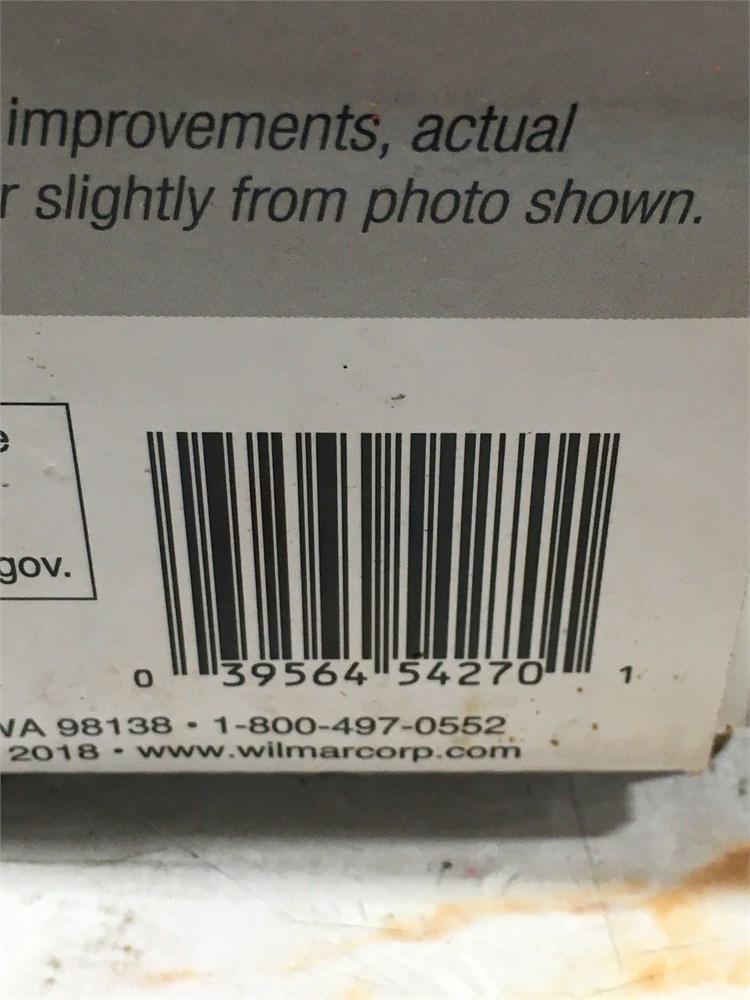 improvements, actual
r slightly from photo shown.
e
gov.
0 39564 54270 1
WA 98138 • 1-800-497-0552
2018 • www.wilmarcorp.com